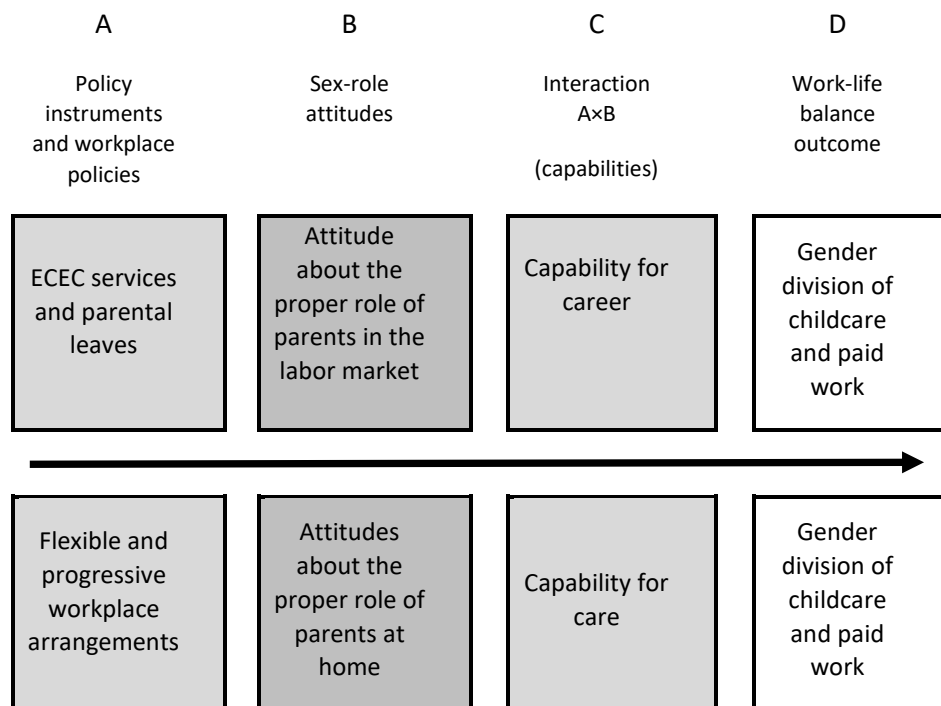 A
B
C
D
Policy
instruments
and workplace
policies
Sex-role
attitudes
Interaction
A×B
(capabilities)
Work-life
balance
outcome
ECEC services
and parental
leaves
Attitude
about the
proper role of
parents in the
labor market
Capability for
career
Gender
division of
childcare
and paid
work
Flexible and
progressive
workplace
arrangements
Attitudes
about the
proper role of
parents at
home
Capability for
care
Gender
division of
childcare
and paid
work